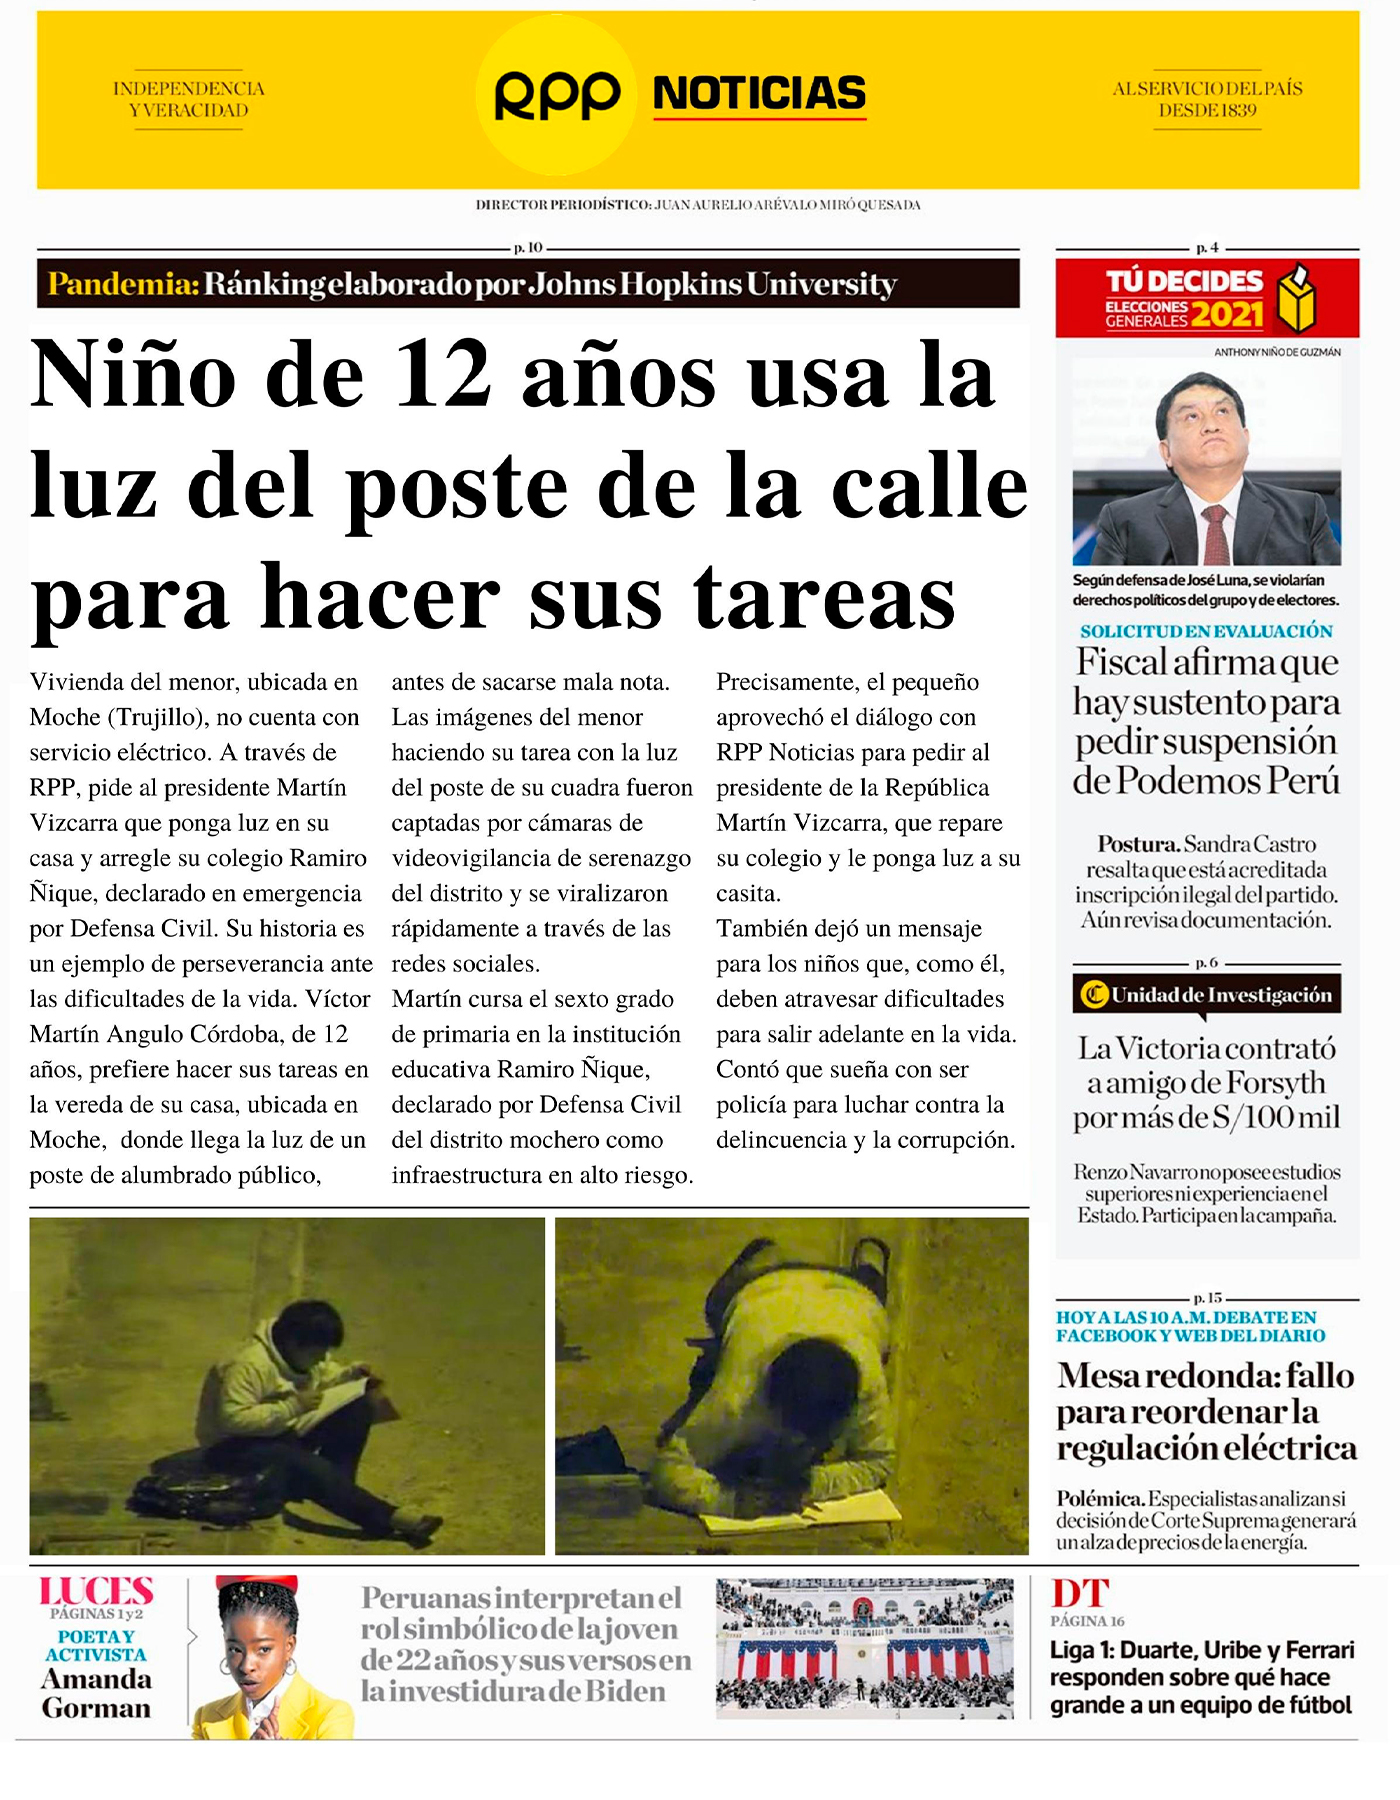 INDEPENDENCIA
Y VERACIDAD
RPP NOTICIAS
AL SERVICIO DEL PAÍS
DESDE 1839
DIRECTOR PERIODÍSTICO: JUAN AURELIO ARÉVALO MIRÓ QUESADA
p. 10
Pandemia: Ránking elaborado por Johns Hopkins University
Niño de 12 años usa la
luz del poste de la calle
para hacer sus tareas
Vivienda del menor, ubicada en
Moche (Trujillo), no cuenta con
servicio eléctrico. A través de
RPP, pide al presidente Martín
Vizcarra que ponga luz en su
casa y arregle su colegio Ramiro
Ñique, declarado en emergencia
por Defensa Civil. Su historia es
un ejemplo de perseverancia ante
las dificultades de la vida. Víctor
Martín Angulo Córdoba, de 12
años, prefiere hacer sus tareas en
la vereda de su casa, ubicada en
Moche, donde llega la luz de un
poste de alumbrado público,
antes de sacarse mala nota.
Las imágenes del menor
haciendo su tarea con la luz
del poste de su cuadra fueron
captadas por cámaras de
videovigilancia de serenazgo
del distrito y se viralizaron
rápidamente a través de las
redes sociales.
Martín cursa el sexto grado
de primaria en la institución
educativa Ramiro Ñique,
declarado por Defensa Civil
del distrito mochero como
infraestructura en alto riesgo.
Precisamente, el pequeño
aprovechó el diálogo con
RPP Noticias para pedir al
presidente de la República
Martín Vizcarra, que repare
su colegio y le ponga luz a su
casita.
También dejó un mensaje
para los niños que, como él,
deben atravesar dificultades
para salir adelante en la vida.
Contó que sueña con ser
policía para luchar contra la
delincuencia y la corrupción.
p. 4
TÚ DECIDES
ELECCIONES
GENERALES 2021
ANTHONY NIÑO DE GUZMÁN
Según defensa de José Luna, se violarían
derechos políticos del grupo y de electores.
SOLICITUD EN EVALUACIÓN
Fiscal afirma que
hay sustento para
pedir suspensión
de Podemos Perú
Postura. Sandra Castro
resalta que está acreditada
inscripción ilegal del partido.
Aún revisa documentación.
p. 6
C Unidad de Investigación
La Victoria contrató
a amigo de Forsyth
por más de S/100 mil
Renzo Navarro no posee estudios
superiores ni experiencia en el
Estado. Participa en la campaña.
p. 15
HOY A LAS 10 A.M. DEBATE EN
FACEBOOK Y WEB DEL DIARIO
Mesa redonda: fallo
para reordenar la
regulación eléctrica
Polémica. Especialistas analizan si
decisión de Corte Suprema generará
un alza de precios de la energía.
LUCES
PÁGINAS 1 y 2
POETA Y
ACTIVISTA
Amanda
Gorman
Peruanas interpretan el
rol simbólico de la joven
de 22 años y sus versos en
la investidura de Biden
DT
PÁGINA 16
Liga 1: Duarte, Uribe y Ferrari
responden sobre qué hace
grande a un equipo de fútbol